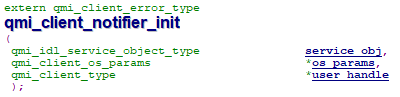 extern qmi_client_error_type
qmi_client_notifier_init
(
qmi_idl_service_object_type service_obj,
qmi_client_os_params *os_params,
qmi_client_type *user_handle
);